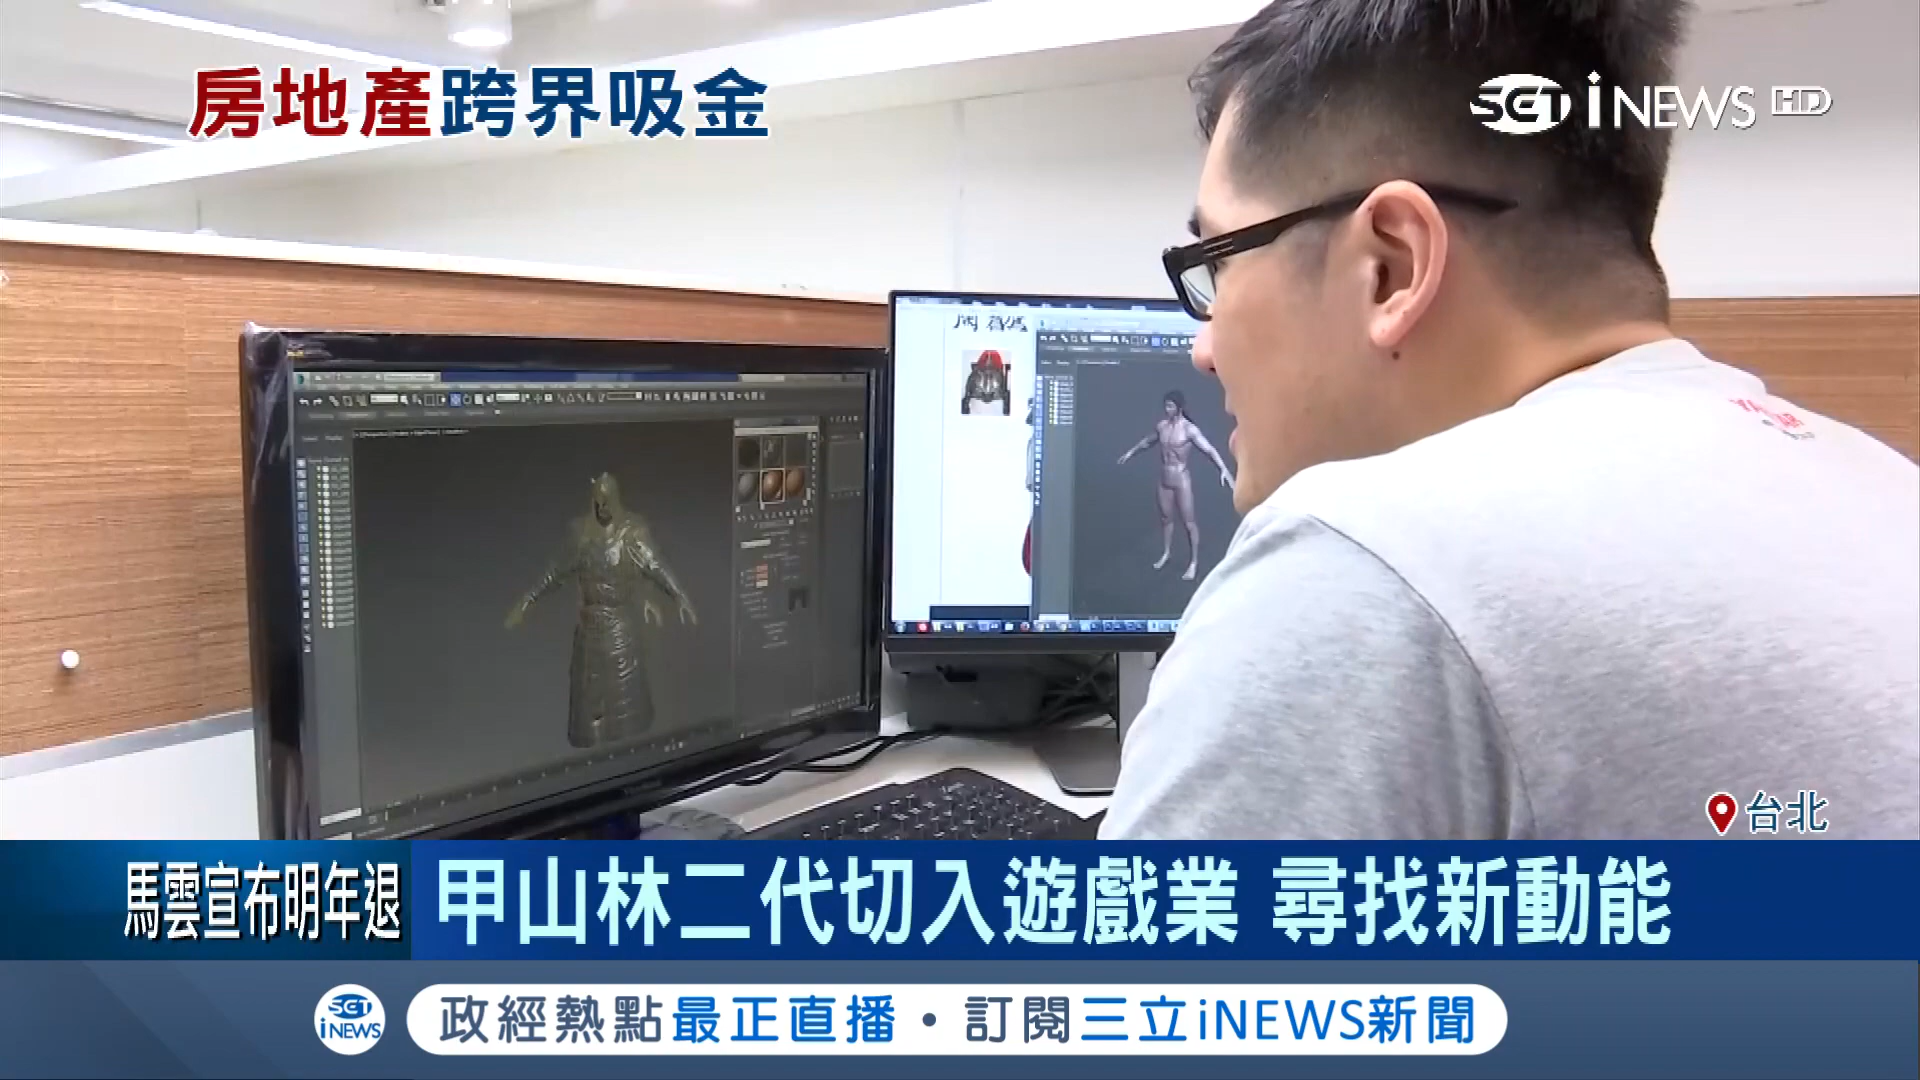 房地產跨界吸金
SET iNEWS HD
台北
馬雲宣布明年退
甲山林二代切入遊戲業 尋找新動能
SET iNEWS
政經熱點最正直播・訂閱三立iNEWS新聞